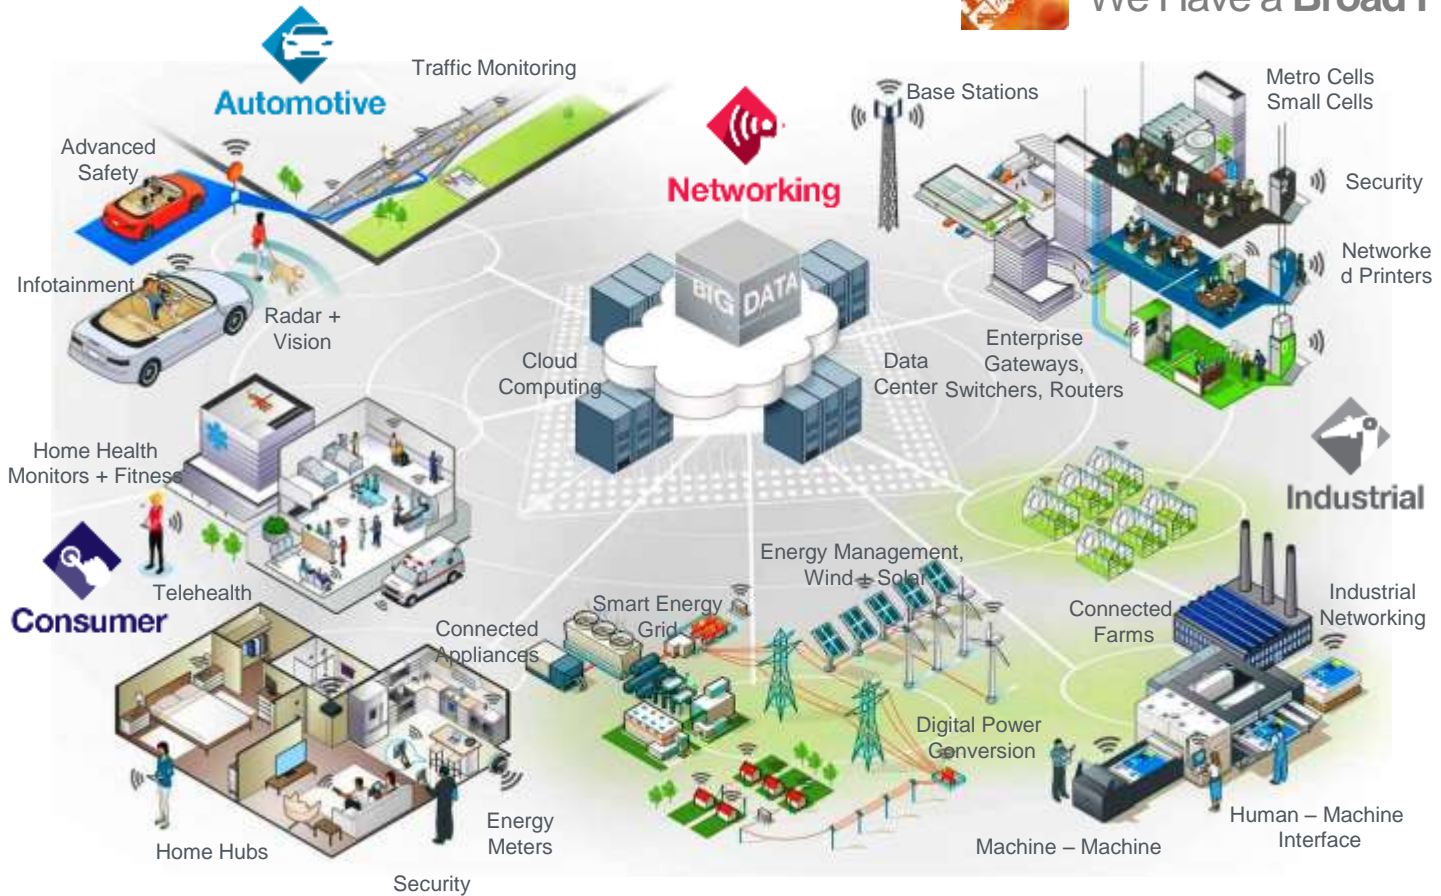 We Have a Broad
Traffic Monitoring
Automotive
Advanced
Safety
Infotainment
Radar +
Vision
Networking
Base Stations
Metro Cells
Small Cells
Security
Networke
d Printers
BIG DATA
Cloud
Computing
Data
Center
Enterprise
Gateways,
Switchers, Routers
Home Health
Monitors + Fitness
Industrial
Consumer
Telehealth
Connected
Appliances
Smart Energy
Grid
Energy Management,
Wind + Solar
Connected
Farms
Industrial
Networking
Digital Power
Conversion
Home Hubs
Security
Energy
Meters
Machine – Machine
Human – Machine
Interface